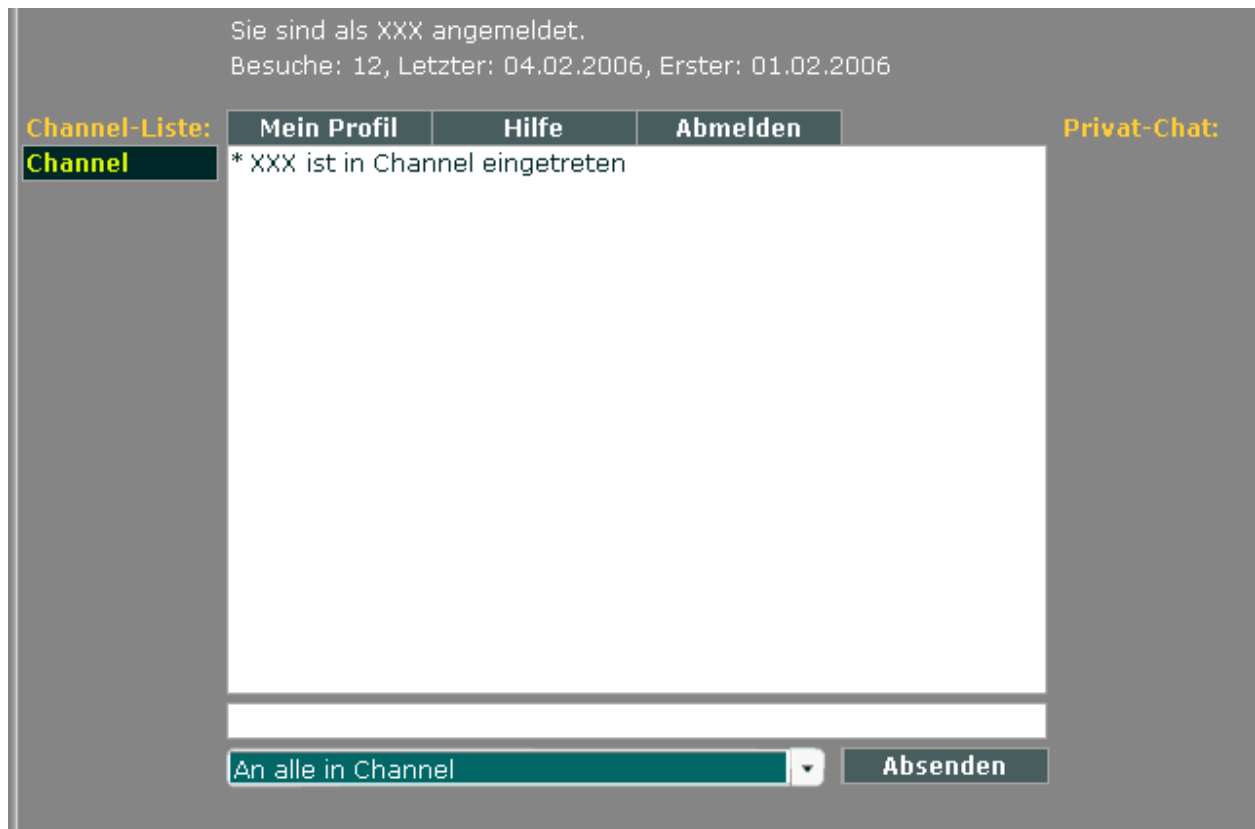 Sie sind als XXX angemeldet.
Besuche: 12, Letzter: 04.02.2006, Erster: 01.02.2006
Channel-Liste: Mein Profil Hilfe Abmelden Privat-Chat:
Channel
* XXX ist in Channel eingetreten
An alle in Channel Absenden